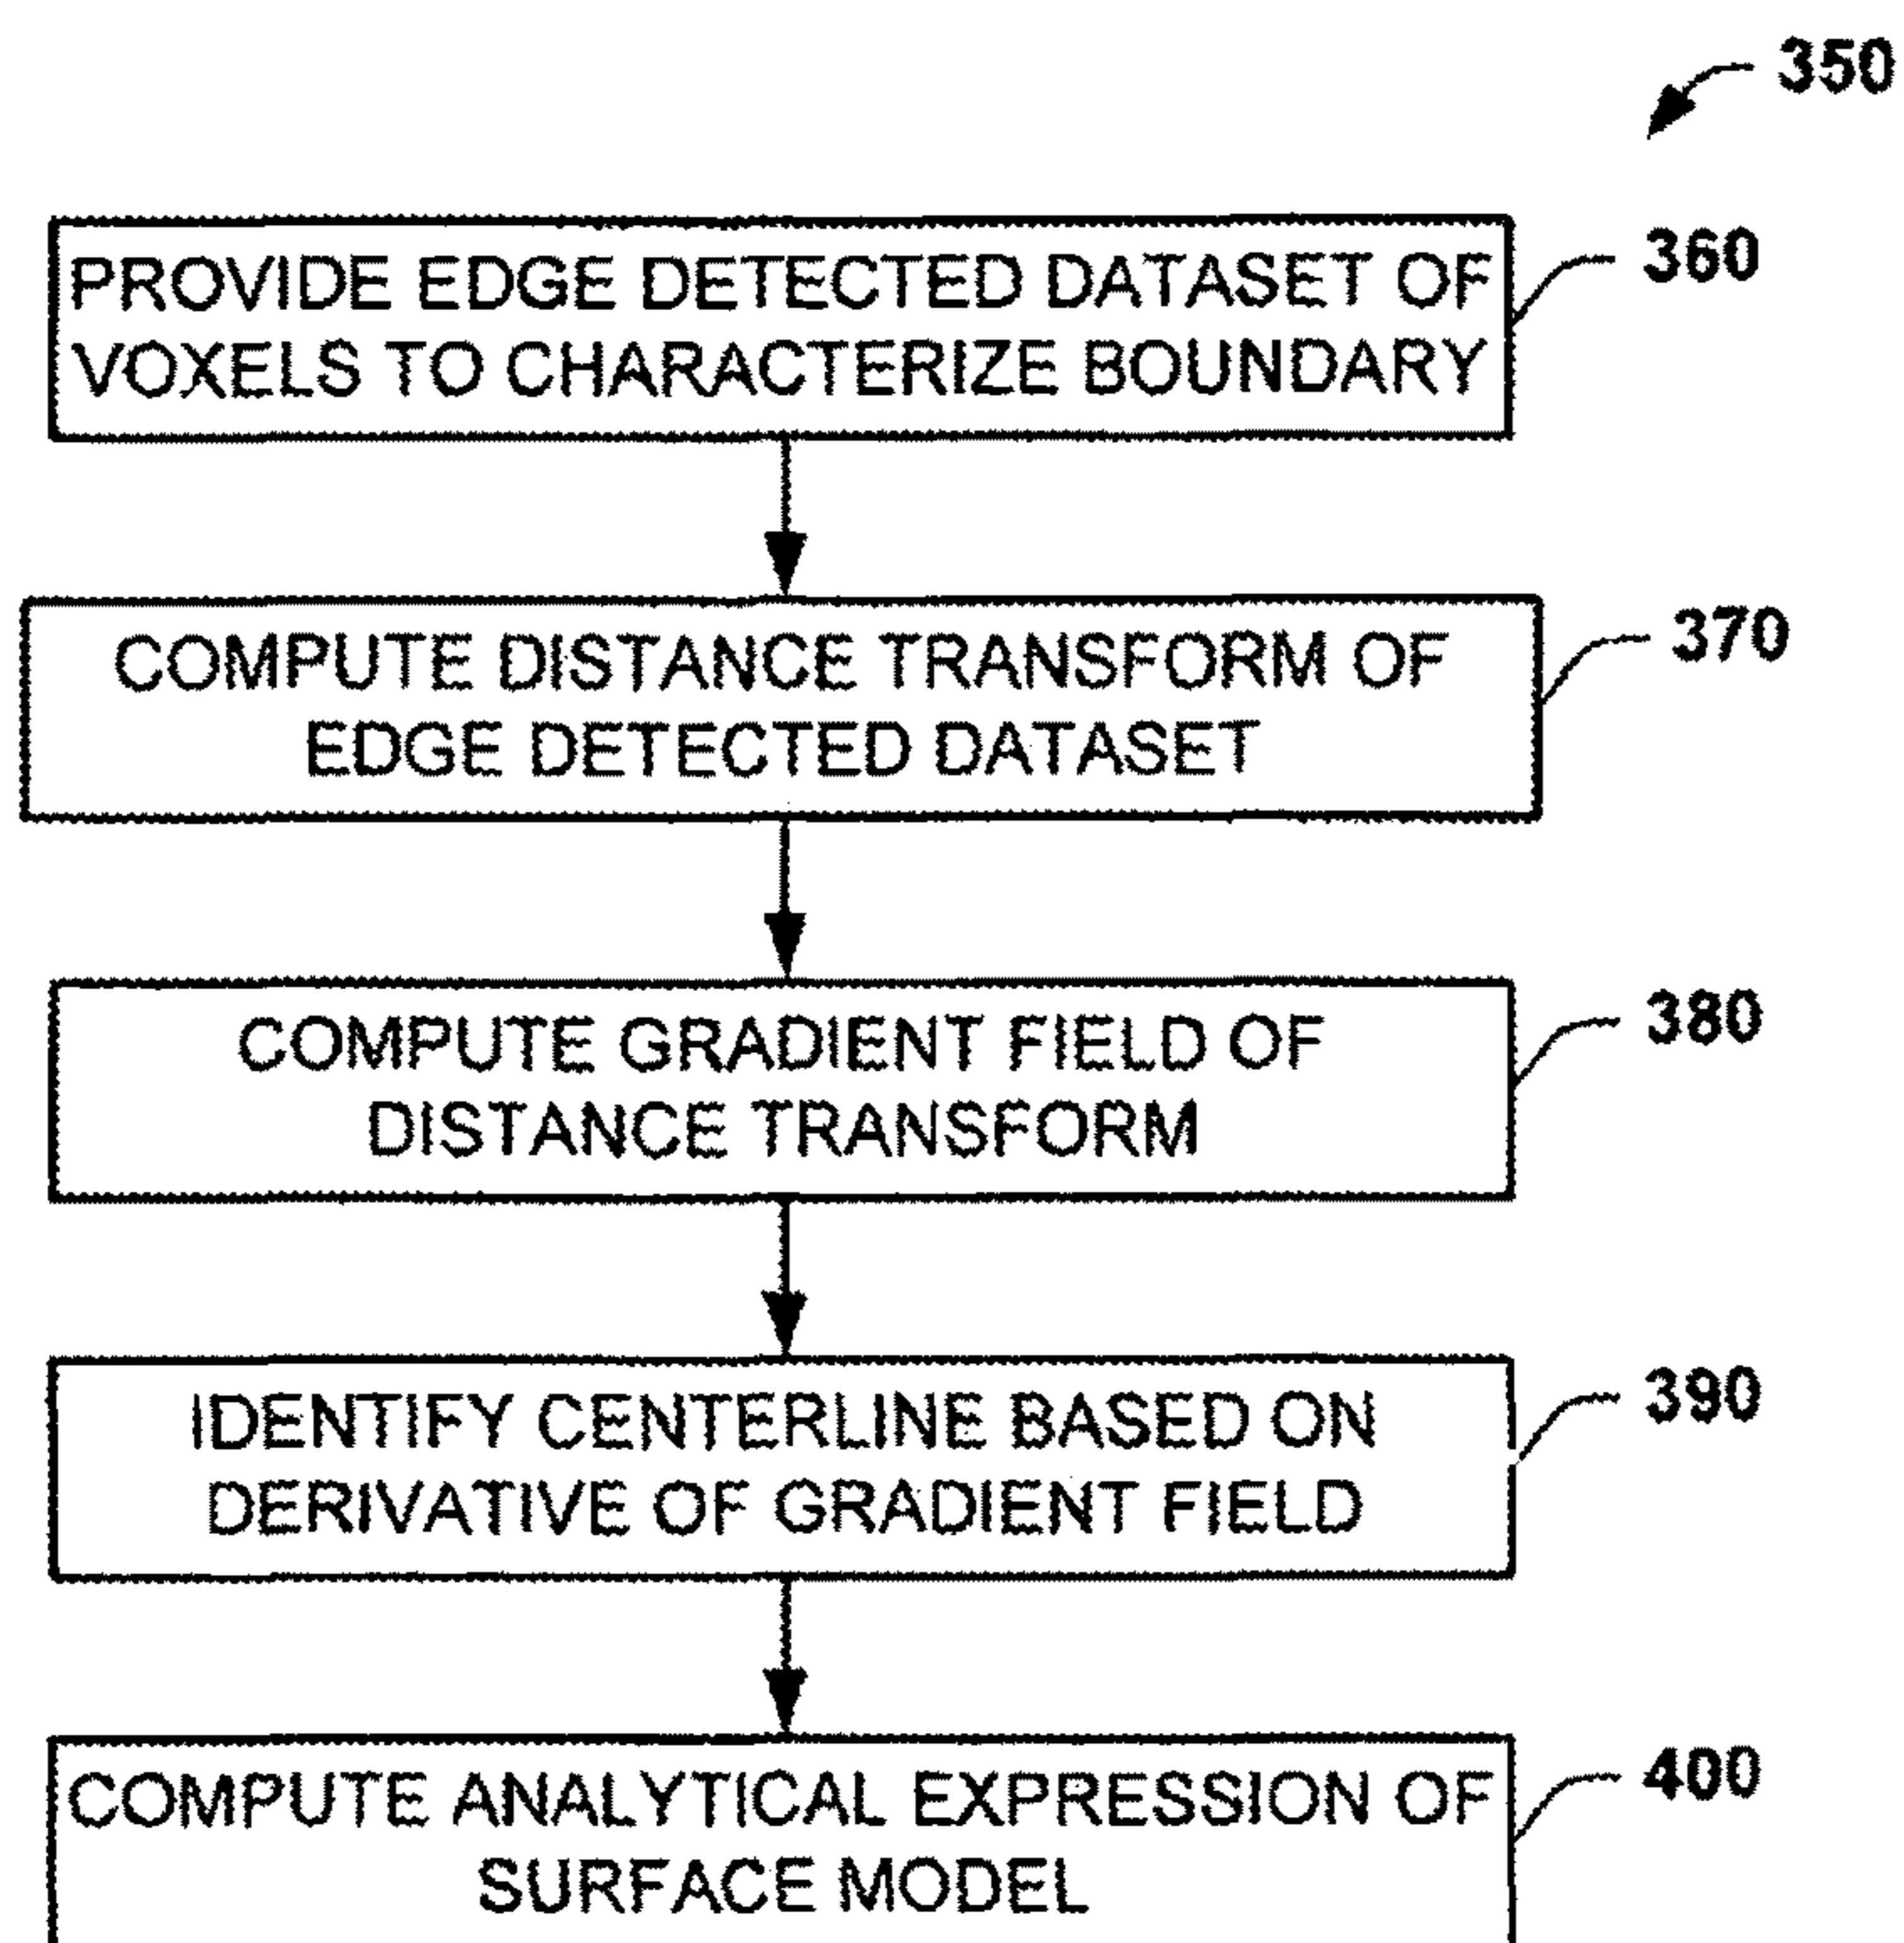 350
PROVIDE EDGE DETECTED DATASET OF
VOXELS TO CHARACTERIZE BOUNDARY
360
COMPUTE DISTANCE TRANSFORM OF
EDGE DETECTED DATASET
370
COMPUTE GRADIENT FIELD OF
DISTANCE TRANSFORM
380
IDENTIFY CENTERLINE BASED ON
DERIVATIVE OF GRADIENT FIELD
390
COMPUTE ANALYTICAL EXPRESSION OF
SURFACE MODEL
400